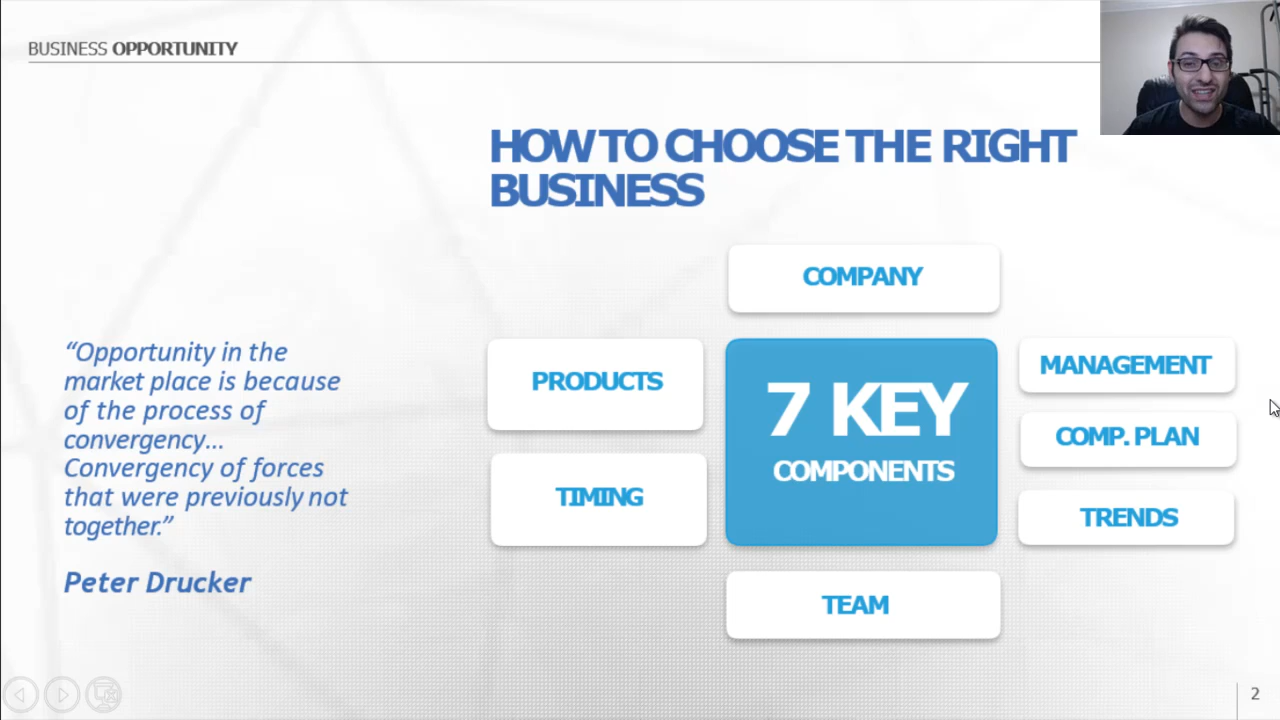 BUSINESS OPPORTUNITY
HOW TO CHOOSE THE RIGHT
BUSINESS
“Opportunity in the
market place is because
of the process of
convergency...
Convergency of forces
that were previously not
together.”
Peter Drucker
COMPANY
PRODUCTS
TIMING
7 KEY
COMPONENTS
MANAGEMENT
COMP. PLAN
TRENDS
TEAM
2